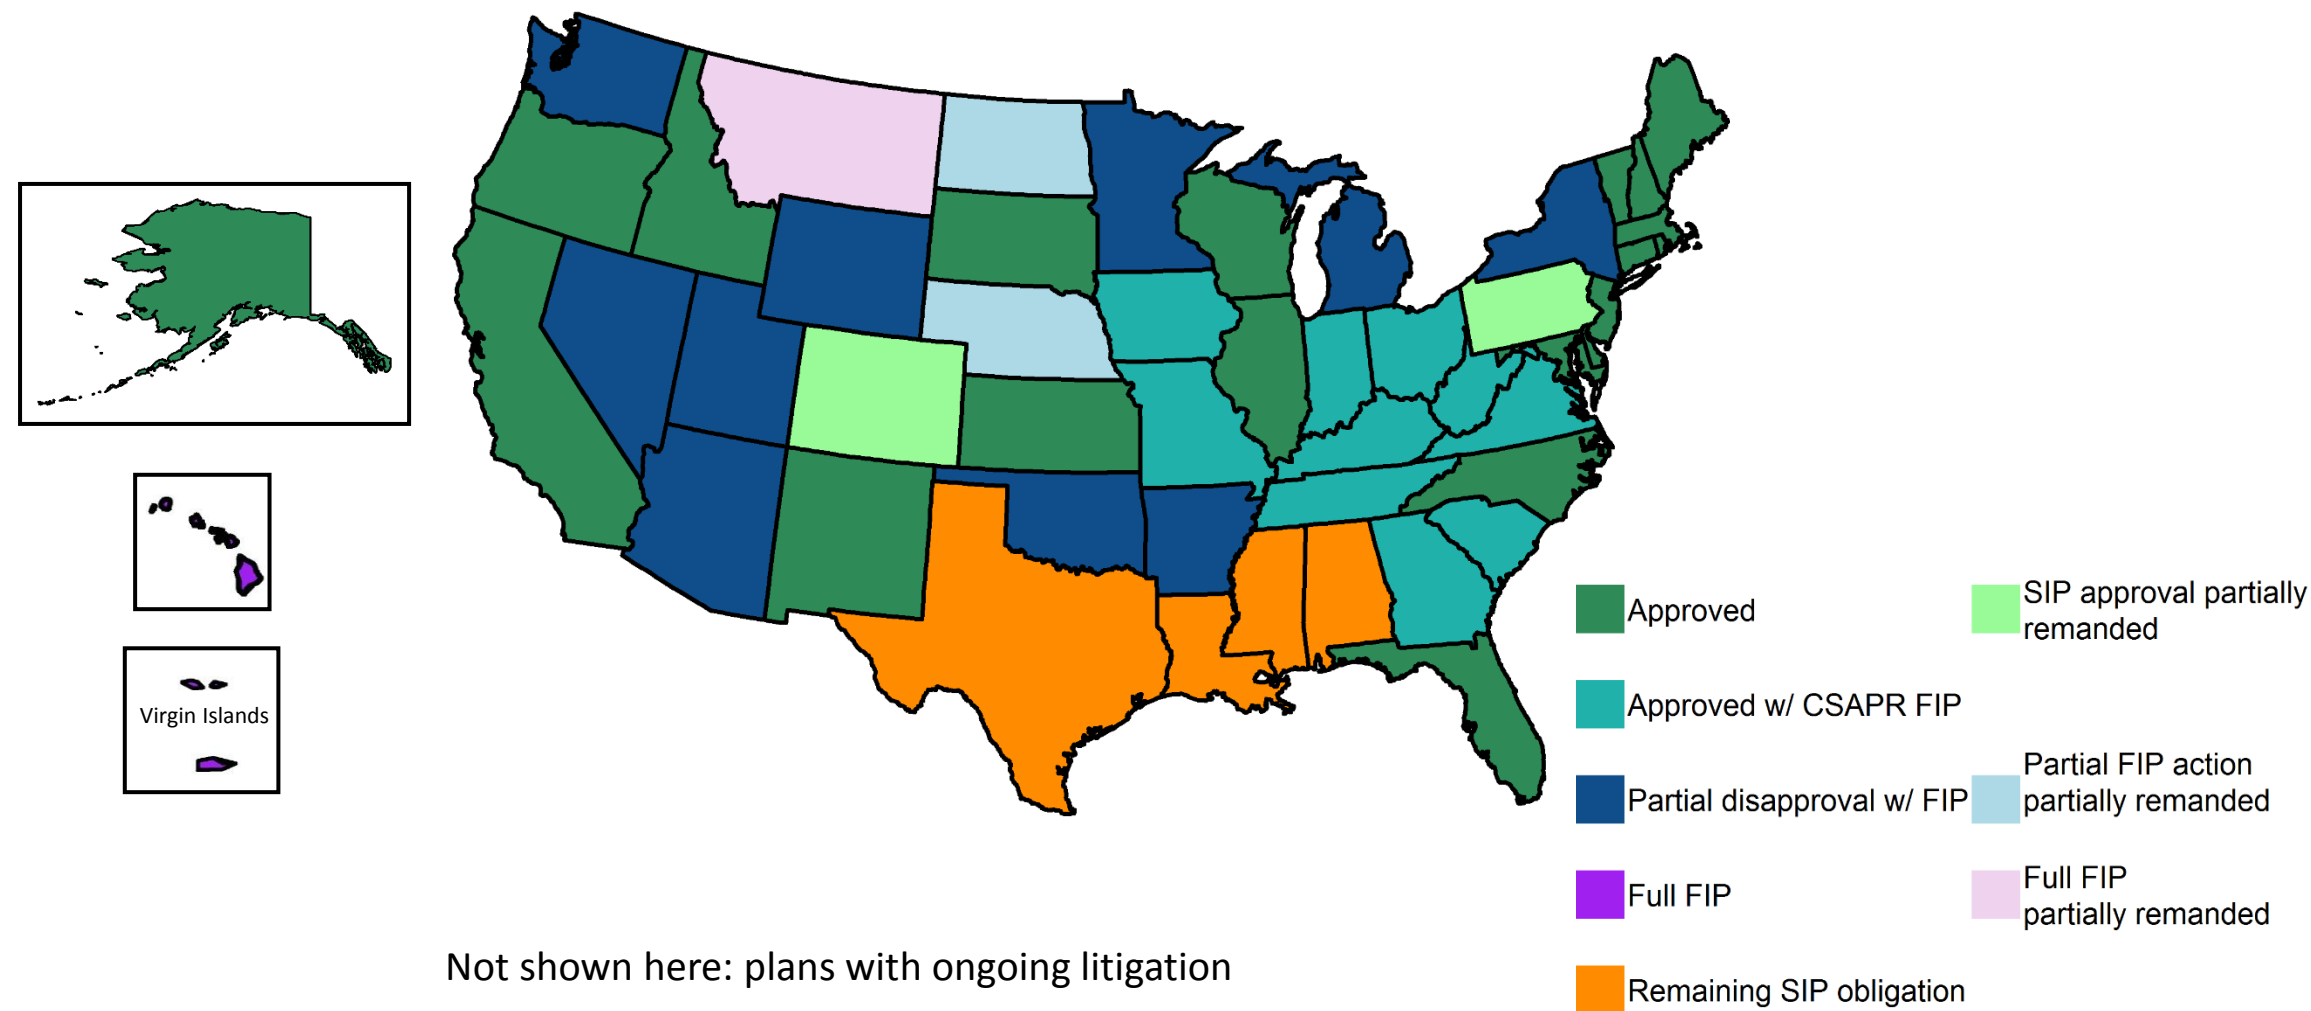 Virgin Islands
Approved
SIP approval partially
remanded
Approved w/ CSAPR FIP
Partial disapproval w/ FIP
Partial FIP action
partially remanded
Full FIP
Full FIP
partially remanded
Remaining SIP obligation
Not shown here: plans with ongoing litigation